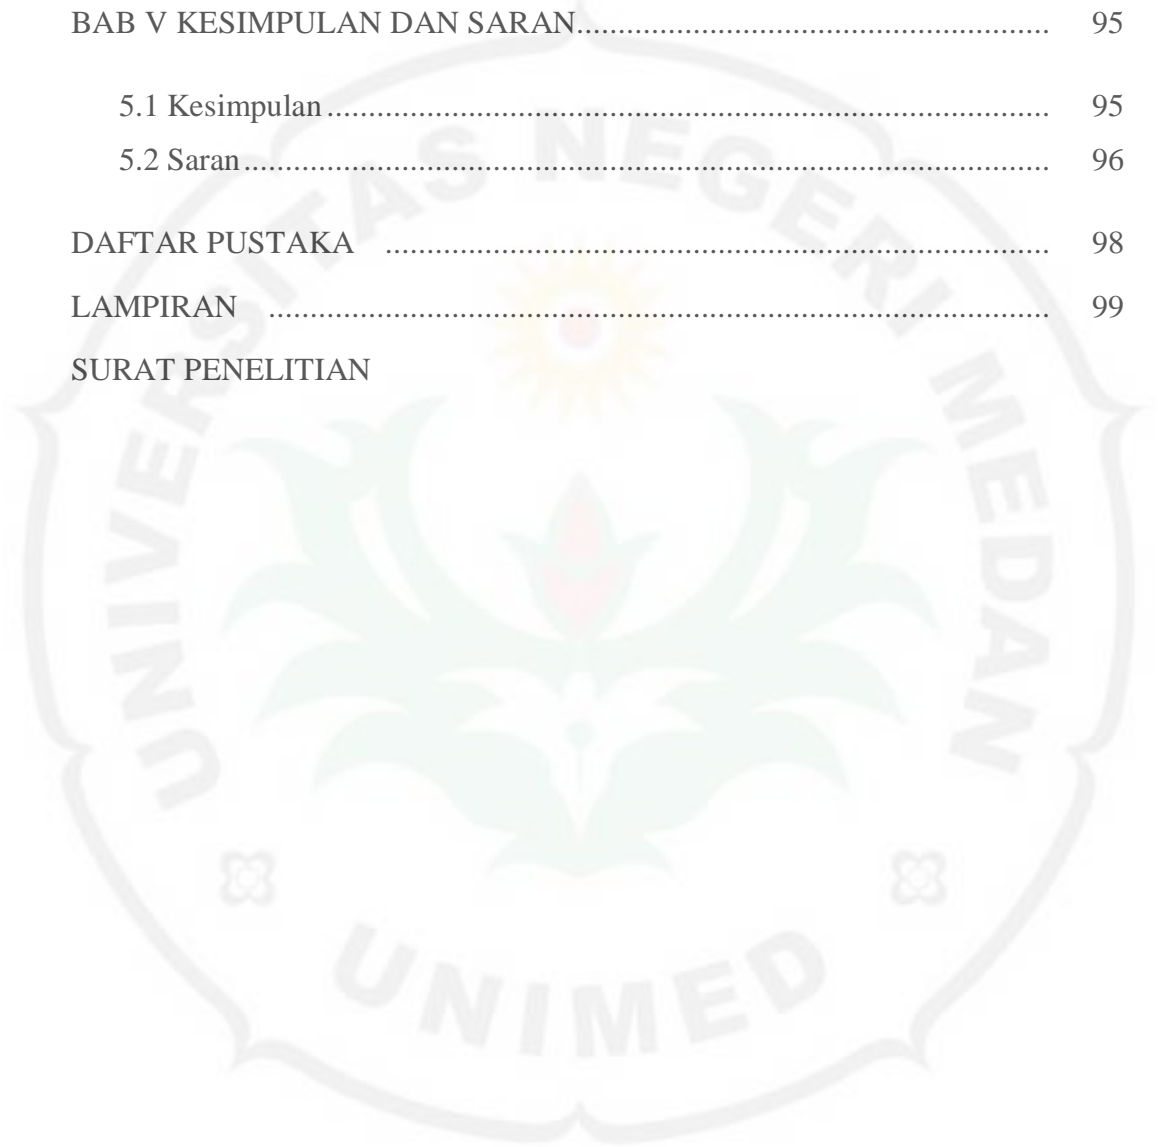 BAB V KESIMPULAN DAN SARAN......................................................... 95
5.1 Kesimpulan........................................................................................ 95
5.2 Saran.................................................................................................. 96
DAFTAR PUSTAKA ................................................................................ 98
LAMPIRAN .............................................................................................. 99
SURAT PENELITIAN
UNIVERSITAS NEGERI MEDAN
UNIMED